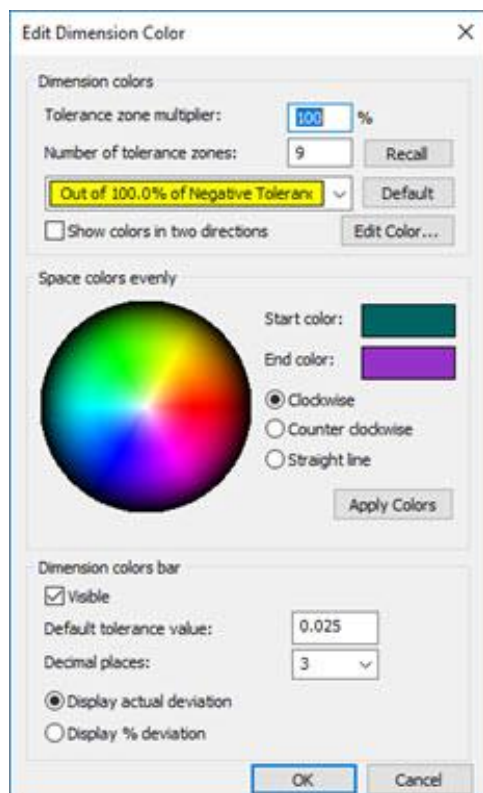 Edit Dimension Color
Dimension colors
Tolerance zone multiplier: 100 %
Number of tolerance zones: 9 Recall
Out of 100.0% of Negative Toleranc Default
Show colors in two directions Edit Color...
Space colors evenly
Start color:
End color:
Clockwise
Counter clockwise
Straight line
Apply Colors
Dimension colors bar
Visible
Default tolerance value: 0.025
Decimal places: 3
Display actual deviation
Display % deviation
OK Cancel